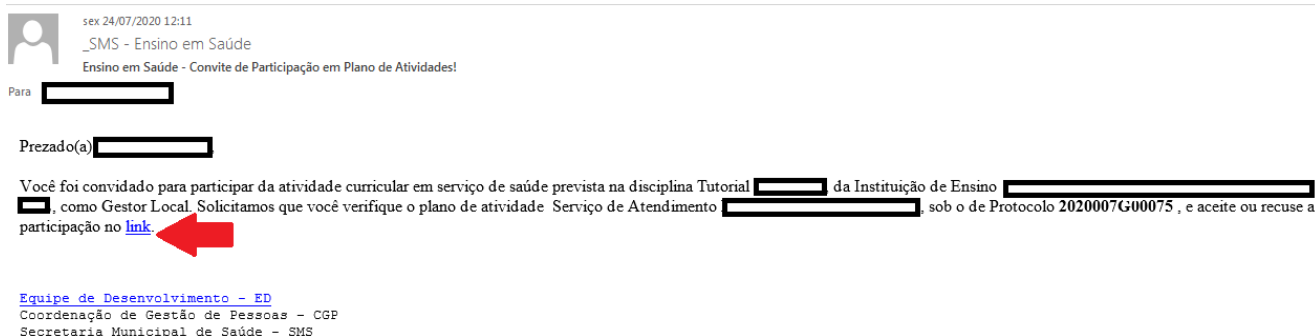 sex 24/07/2020 12:11
_SMS - Ensino em Saúde
Ensino em Saúde - Convite de Participação em Plano de Atividades!
Para
Prezado(a) ,
Você foi convidado para participar da atividade curricular em serviço de saúde prevista na disciplina Tutorial , da Instituição de Ensino
, como Gestor Local. Solicitamos que você verifique o plano de atividade Serviço de Atendimento , sob o de Protocolo 2020007G00075 , e aceite ou recuse a
participação no link.
Equipe de Desenvolvimento - ED
Coordenação de Gestão de Pessoas - CGP
Secretaria Municipal de Saúde - SMS